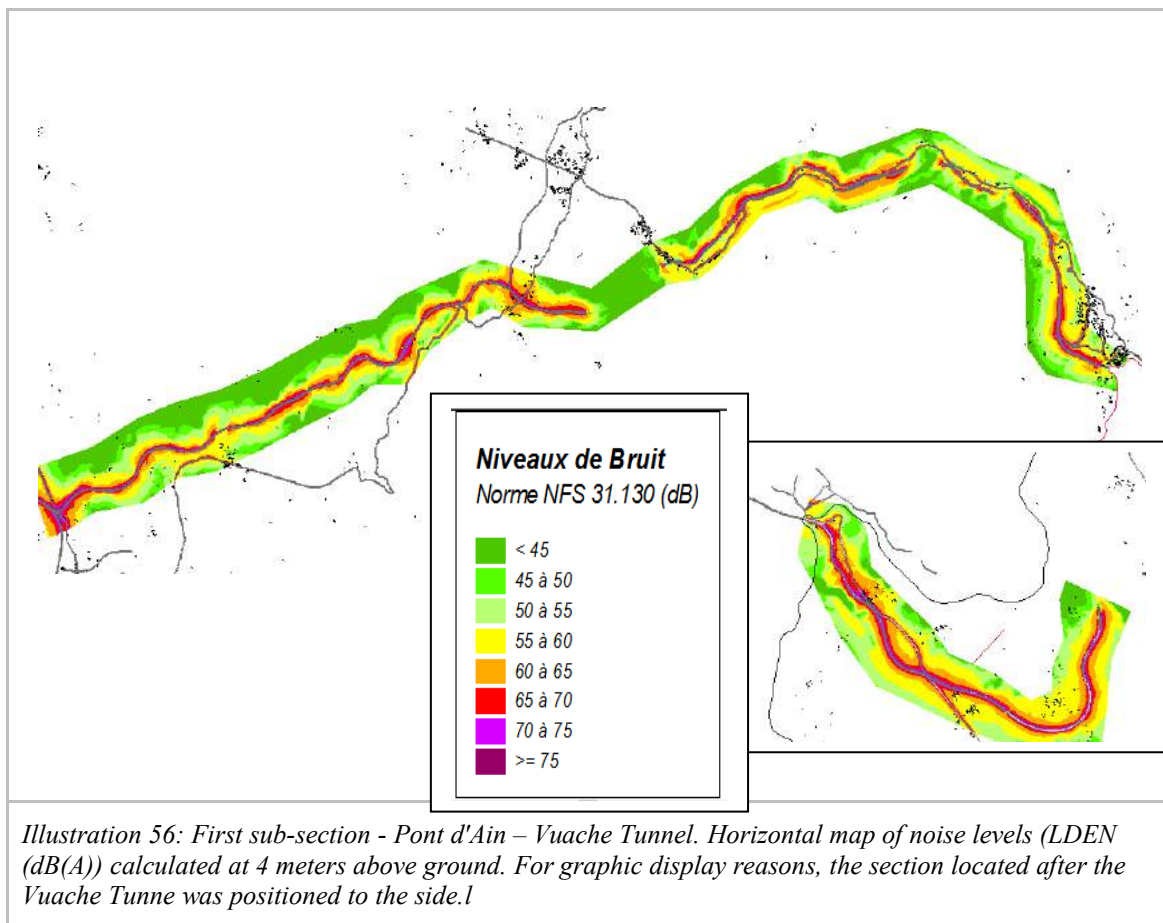 Niveaux de Bruit
Norme NFS 31.130 (dB)
< 45
45 à 50
50 à 55
55 à 60
60 à 65
65 à 70
70 à 75
>= 75
Illustration 56: First sub-section - Pont d'Ain – Vuache Tunnel. Horizontal map of noise levels (LDEN
(dB(A)) calculated at 4 meters above ground. For graphic display reasons, the section located after the
Vuache Tunne was positioned to the side.l